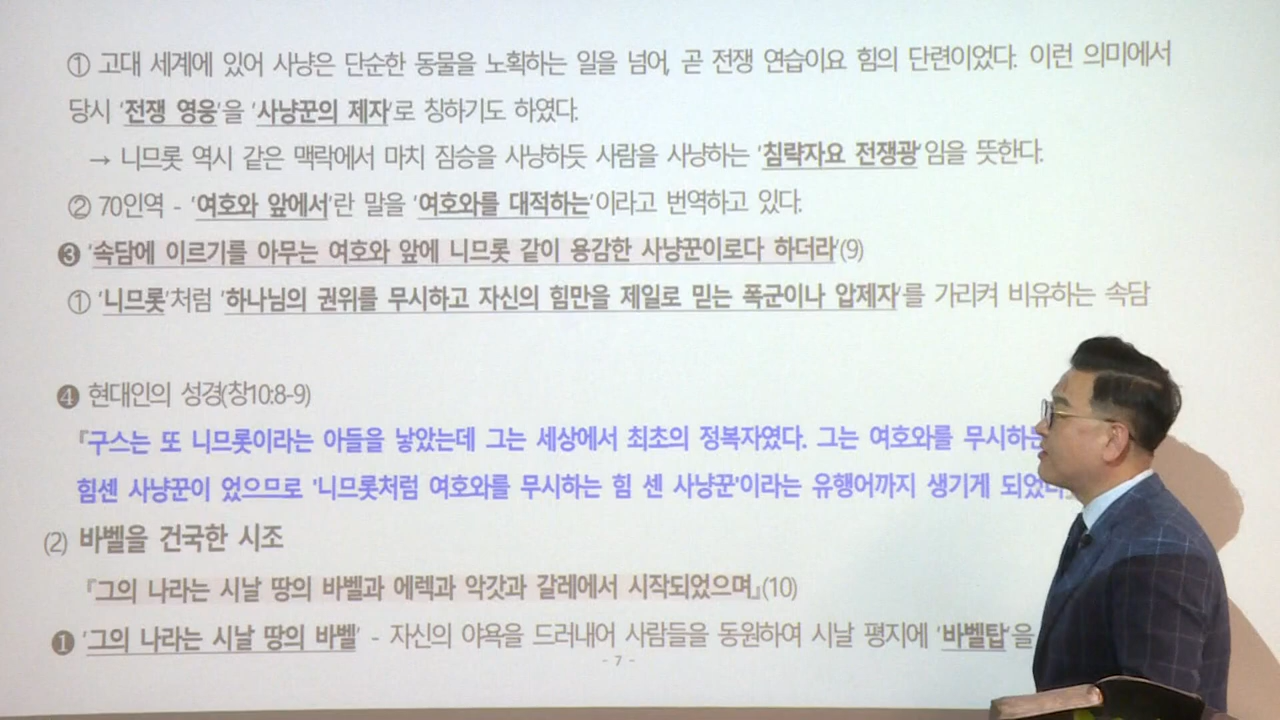 ① 고대 세계에 있어 사냥은 단순한 동물을 노획하는 일을 넘어, 곧 전쟁 연습이요 힘의 단련이었다. 이런 의미에서
당시 '전쟁 영웅'을 '사냥꾼의 제자'로 칭하기도 하였다.
→ 니므롯 역시 같은 맥락에서 마치 짐승을 사냥하듯 사람을 사냥하는 '침략자요 전쟁광'임을 뜻한다.
② 70인역 - '여호와 앞에서'란 말을 '여호와를 대적하는'이라고 번역하고 있다.
❸ '속담에 이르기를 아무는 여호와 앞에 니므롯 같이 용감한 사냥꾼이로다 하더라'(9)
① '니므롯'처럼 '하나님의 권위를 무시하고 자신의 힘만을 제일로 믿는 폭군이나 압제자'를 가리켜 비유하는 속담
❹ 현대인의 성경(창10:8-9)
『구스는 또 니므롯이라는 아들을 낳았는데 그는 세상에서 최초의 정복자였다. 그는 여호와를 무시하는
힘센 사냥꾼이 었으므로 '니므롯처럼 여호와를 무시하는 힘 센 사냥꾼'이라는 유행어까지 생기게 되었다』
(2) 바벨을 건국한 시조
『그의 나라는 시날 땅의 바벨과 에렉과 악갓과 갈레에서 시작되었으며』(10)
❶ '그의 나라는 시날 땅의 바벨' - 자신의 야욕을 드러내어 사람들을 동원하여 시날 평지에 '바벨탑'을
- 7 -